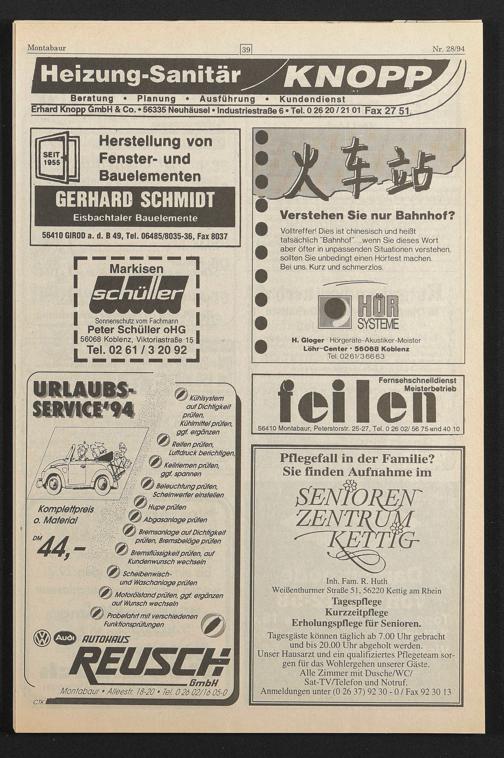 Montabaur
39
Nr. 28/94
Heizung-Sanitär KNOPP
Beratung • Planung • Ausführung • Kundendienst
Erhard Knopp GmbH & Co. • 56335 Neuhäusel • Industriestraße 6 • Tel. 0 26 20 / 21 01 Fax 27 51
SEIT 1955
Herstellung von
Fenster- und
Bauelementen
GERHARD SCHMIDT
Eisbachtaler Bauelemente
56410 GIROD a. d. B 49, Tel. 06485/8035-36, Fax 8037
Markisen
schüller
Sonnenschutz vom Fachmann
Peter Schüller oHG
56068 Koblenz, Viktoriastraße 15
Tel. 02 61 / 3 20 92
URLAUBS-
SERVICE '94
Kühlsystem
auf Dichtigkeit
prüfen,
Kühlmittel prüfen,
ggf. ergänzen
Reifen prüfen,
Luftdruck berichtigen
Keilriemen prüfen,
ggf. spannen
Beleuchtung prüfen,
Scheinwerfer einstellen
Hupe prüfen
Abgasanlage prüfen
Bremsanlage auf Dichtigkeit
prüfen, Bremsbeläge prüfen
Bremsflüssigkeit prüfen, auf
Kundenwunsch wechseln
Scheibenwisch-
und Waschanlage prüfen
Motorölstand prüfen, ggf. ergänzen
auf Wunsch wechseln
Probefahrt mit verschiedenen
Funktionsprüfungen
Komplettpreis
o. Material
DM 44,-
Audi AUTOHAUS
REUSCH
GmbH
Montabaur • Alleestr. 18-20 • Tel. 0 26 02/16 05-0
火车站
Verstehen Sie nur Bahnhof?
Volltreffer! Dies ist chinesisch und heißt
tatsächlich "Bahnhof"...wenn Sie dieses Wort
aber öfter in unpassenden Situationen verstehen,
sollten Sie unbedingt einen Hörtest machen.
Bei uns. Kurz und schmerzlos.
HÖR
SYSTEME
H. Gloger Hörgeräte-Akustiker-Meister
Löhr-Center • 56068 Koblenz
Tel. 0261/36663
Fernsehschnelldienst
Meisterbetrieb
feilen
56410 Montabaur, Peterstorstr. 25-27, Tel. 0 26 02/ 56 75 und 40 10
Pflegefall in der Familie?
Sie finden Aufnahme im
SENIOREN
ZENTRUM
KETTIG
Inh. Fam. R. Huth
Weißenthurmer Straße 51, 56220 Kettig am Rhein
Tagespflege
Kurzzeitpflege
Erholungspflege für Senioren.
Tagesgäste können täglich ab 7.00 Uhr gebracht
und bis 20.00 Uhr abgeholt werden.
Unser Hausarzt und ein qualifiziertes Pflegeteam sor-
gen für das Wohlergehen unserer Gäste.
Alle Zimmer mit Dusche/WC/
Sat-TV/Telefon und Notruf.
Anmeldungen unter (0 26 37) 92 30 - 0 / Fax 92 30 13